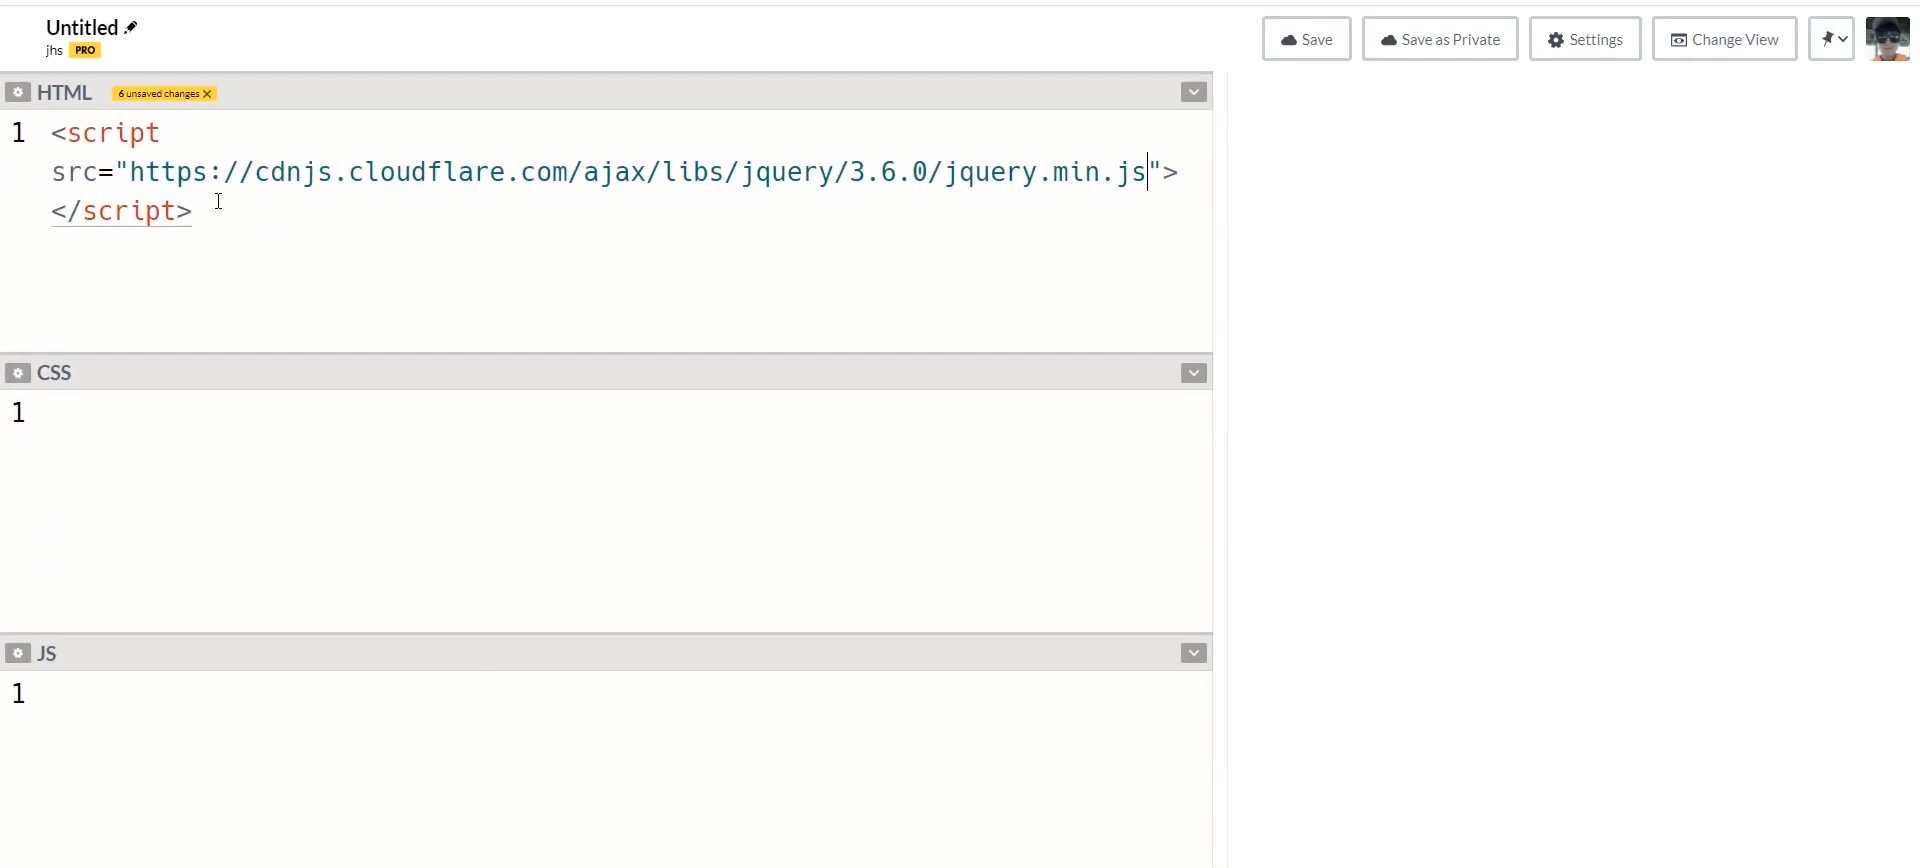 Untitled
jhs PRO
Save
Save as Private
Settings
Change View
HTML 6 unsaved changes X
1 <script
src="https://cdnjs.cloudflare.com/ajax/libs/jquery/3.6.0/jquery.min.js">
</script>
CSS
1
JS
1